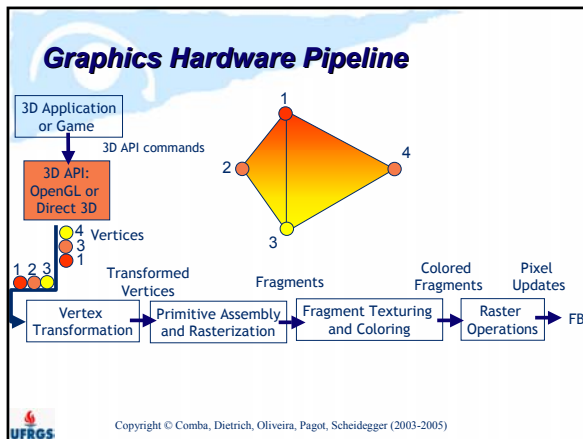 Graphics Hardware Pipeline
3D Application
or Game
3D API commands
3D API:
OpenGL or
Direct 3D
1
2
3
4
4
3
1
Vertices
1 2 3
Transformed
Vertices
Fragments
Colored
Fragments
Pixel
Updates
Vertex
Transformation
Primitive Assembly
and Rasterization
Fragment Texturing
and Coloring
Raster
Operations
FB
UFRGS
Copyright © Comba, Dietrich, Oliveira, Pagot, Scheidegger (2003-2005)